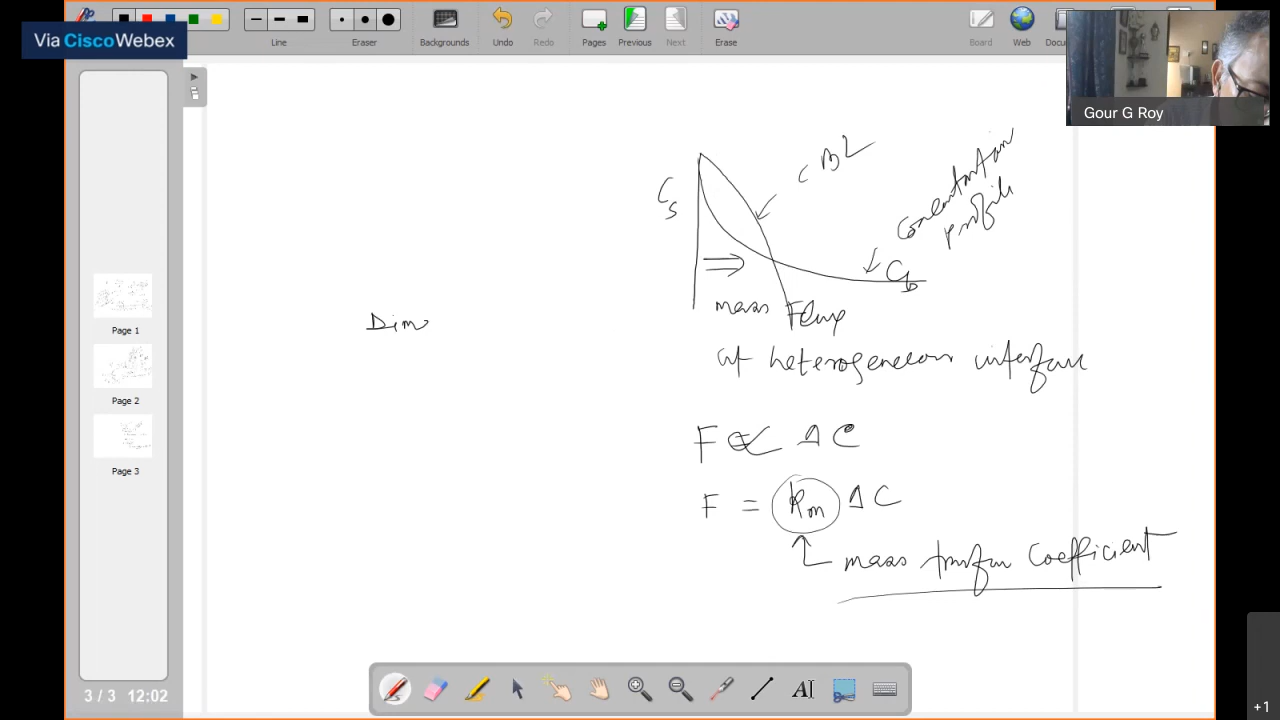 Via Cisco Webex
Line
Eraser
Backgrounds
Undo
Redo
Pages
Previous
Next
Erase
Board
Web
Docu
Gour G Roy
Page 1
Page 2
Page 3
3 / 3 12:02
CBL
Concentration
profile
Cs
Cb
mass Flux
at heterogeneous interface
Dim
F ∝ Δ C
F = Km Δ C
mass transfer Coefficient
+1